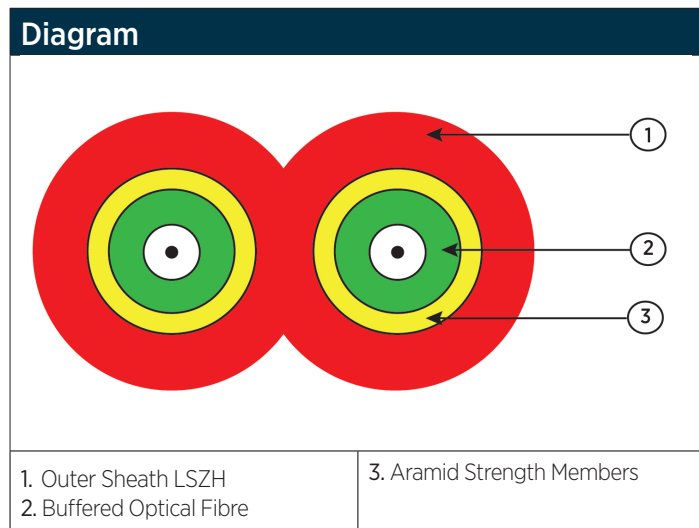 Diagram
1
2
3
1. Outer Sheath LSZH
2. Buffered Optical Fibre
3. Aramid Strength Members